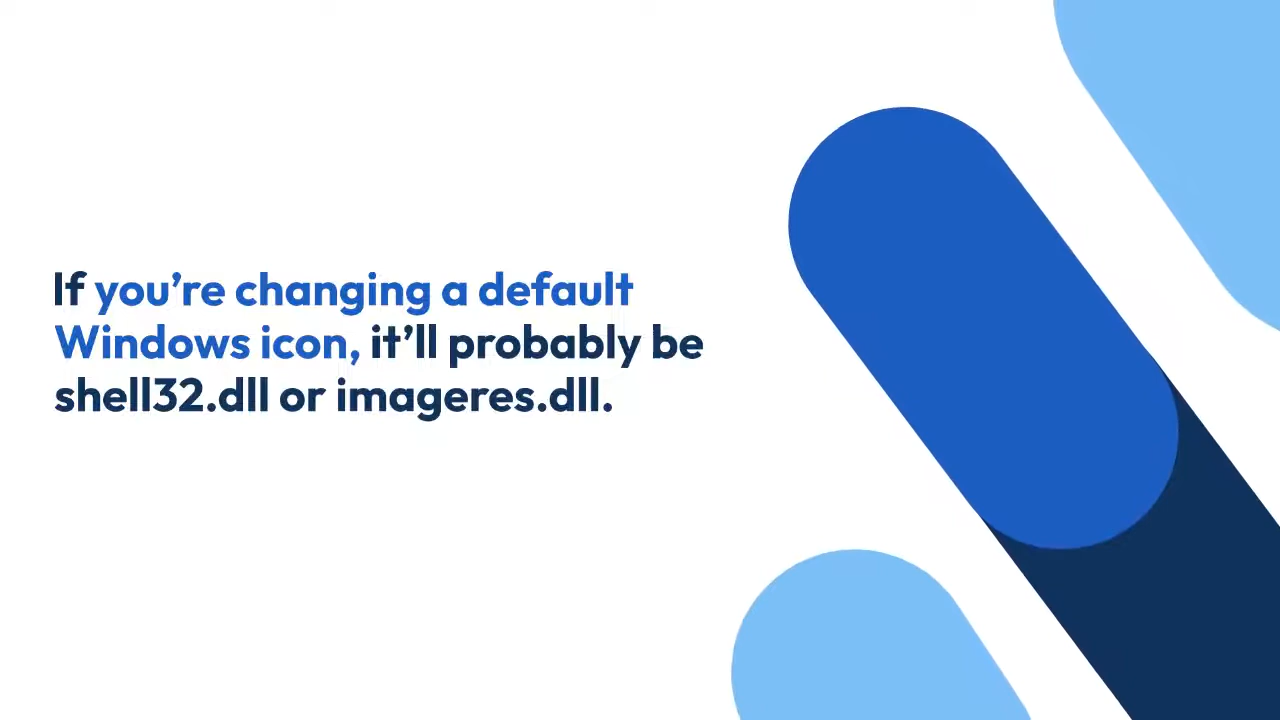 If you’re changing a default
Windows icon, it’ll probably be
shell32.dll or imageres.dll.